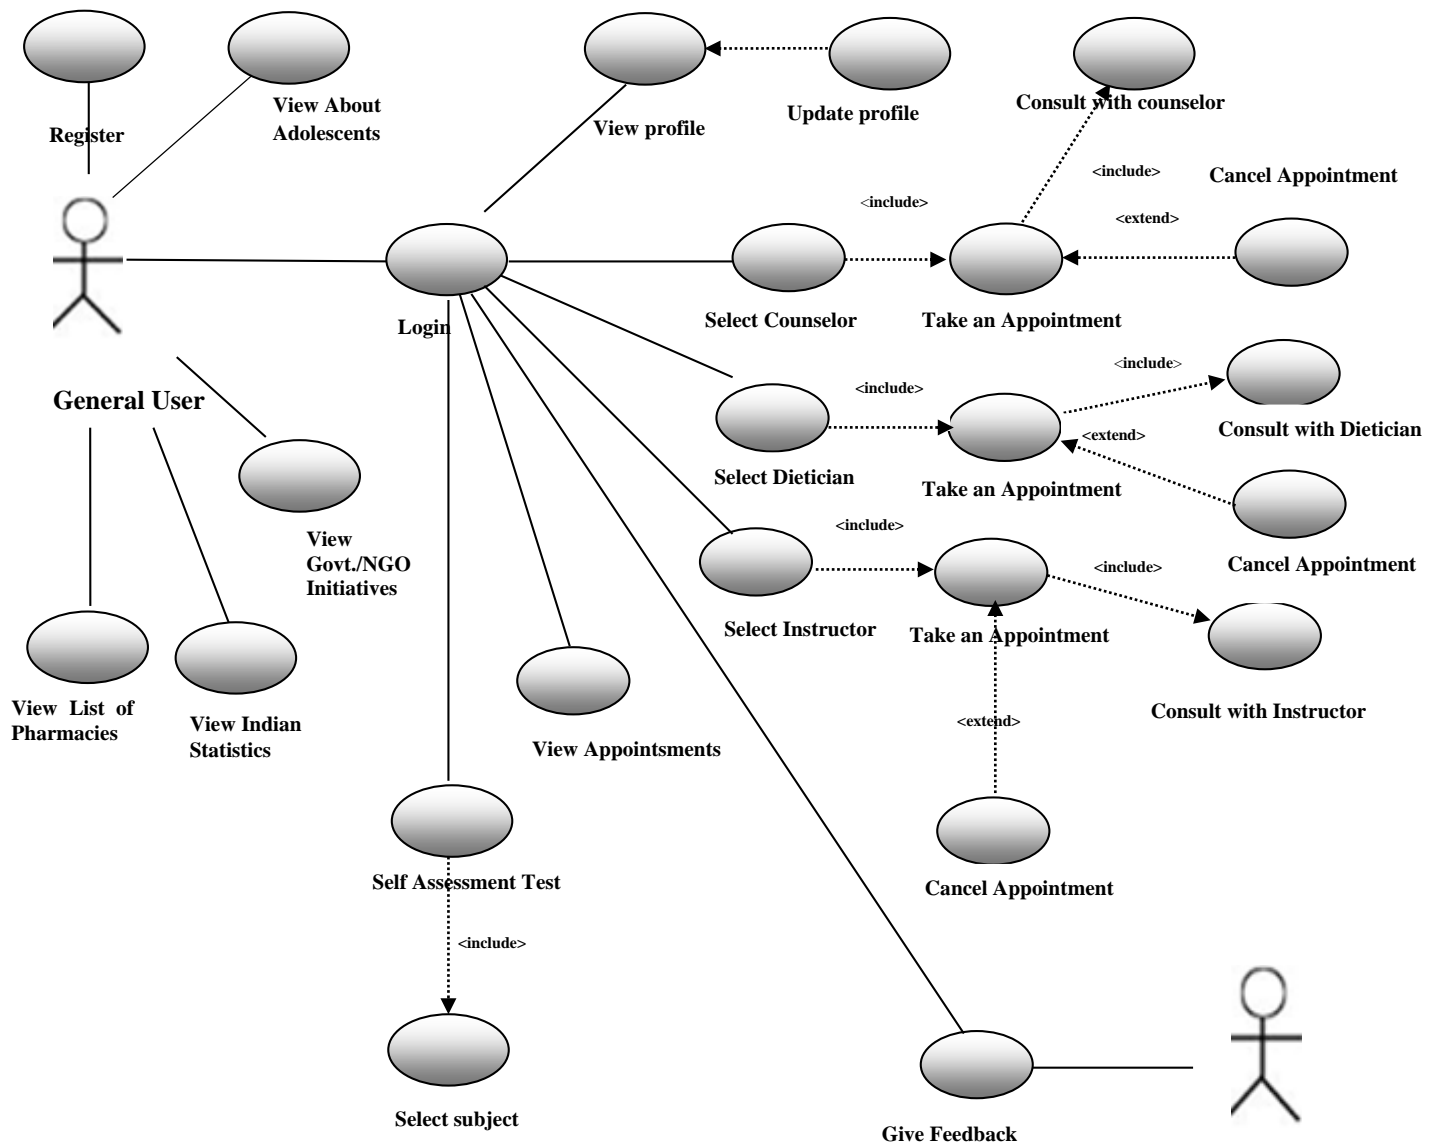 View About
Adolescents
Register
View profile
Update profile
Consult with counselor
<include>
Cancel Appointment
<include>
<extend>
Login
Select Counselor
Take an Appointment
General User
<include>
<include>
Consult with Dietician
<extend>
Select Dietician
Take an Appointment
View
Govt./NGO
Initiatives
<include>
<include>
Cancel Appointment
Select Instructor
Take an Appointment
Consult with Instructor
View List of
Pharmacies
View Indian
Statistics
View Appointsments
<extend>
Self Assessment Test
Cancel Appointment
<include>
Select subject
Give Feedback